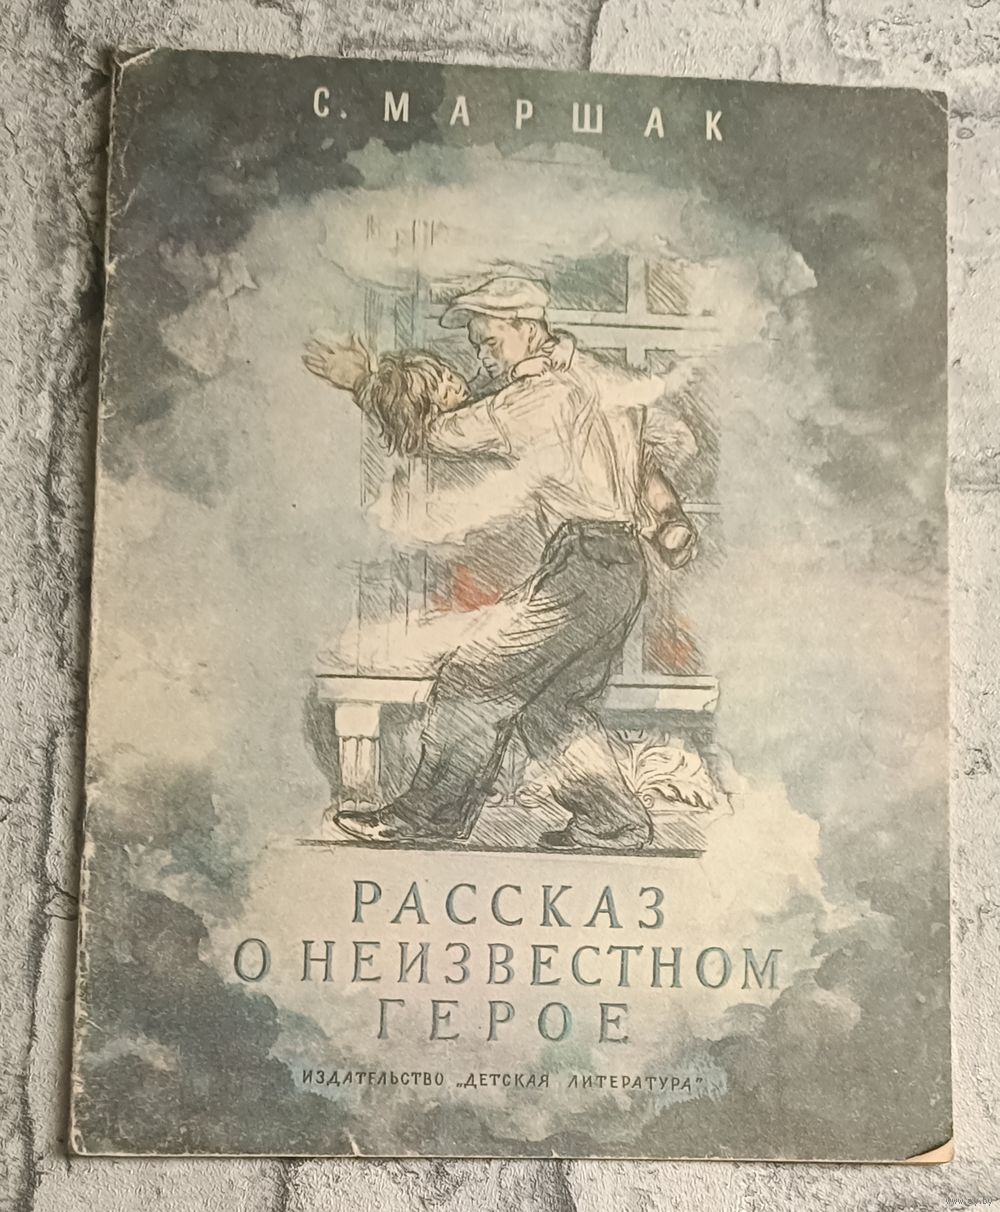 С. МАРШАК
РАССКАЗ
О НЕИЗВЕСТНОМ
ГЕРОЕ
ИЗДАТЕЛЬСТВО „ДЕТСКАЯ ЛИТЕРАТУРА"